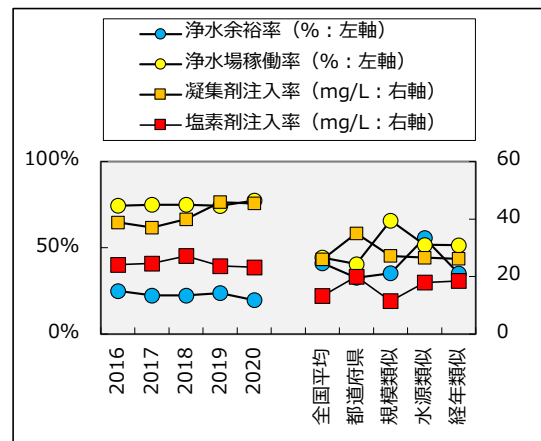 浄水余裕率（%：左軸）
浄水場稼働率（%：左軸）
凝集剤注入率（mg/L：右軸）
塩素剤注入率（mg/L：右軸）
100%
50%
0%
60
40
20
0
2016
2017
2018
2019
2020
全国平均
都道府県
規模類似
水源類似
経年類似